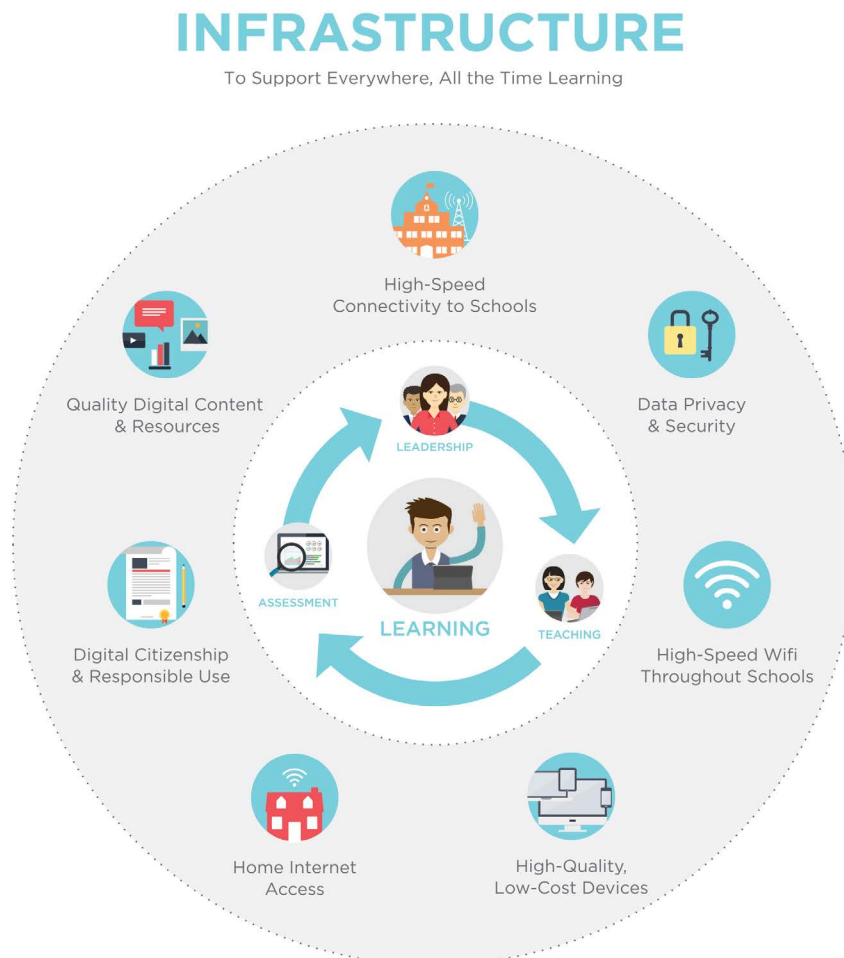 INFRASTRUCTURE
To Support Everywhere, All the Time Learning
High-Speed
Connectivity to Schools
Quality Digital Content
& Resources
Data Privacy
& Security
LEADERSHIP
ASSESSMENT
LEARNING
TEACHING
Digital Citizenship
& Responsible Use
High-Speed Wifi
Throughout Schools
Home Internet
Access
High-Quality,
Low-Cost Devices